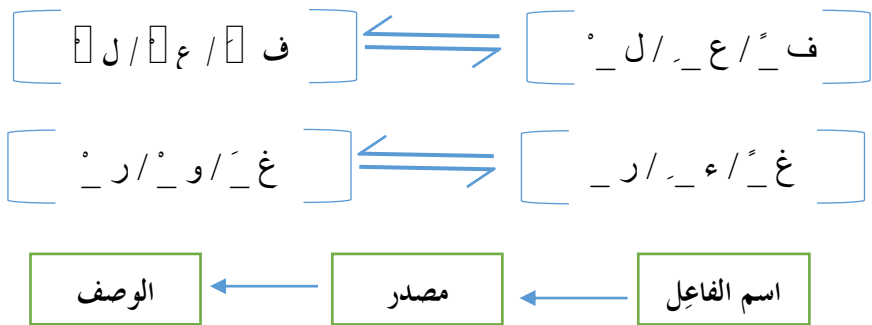 ف _ً / ع _ِ / ل _ْ ف َ / ع ْ / ل ْ
غ _ً / ء _ِ / ر _ غ _َ / و _ْ / ر _ْ
اسم الفاعِل مصدر الوصف